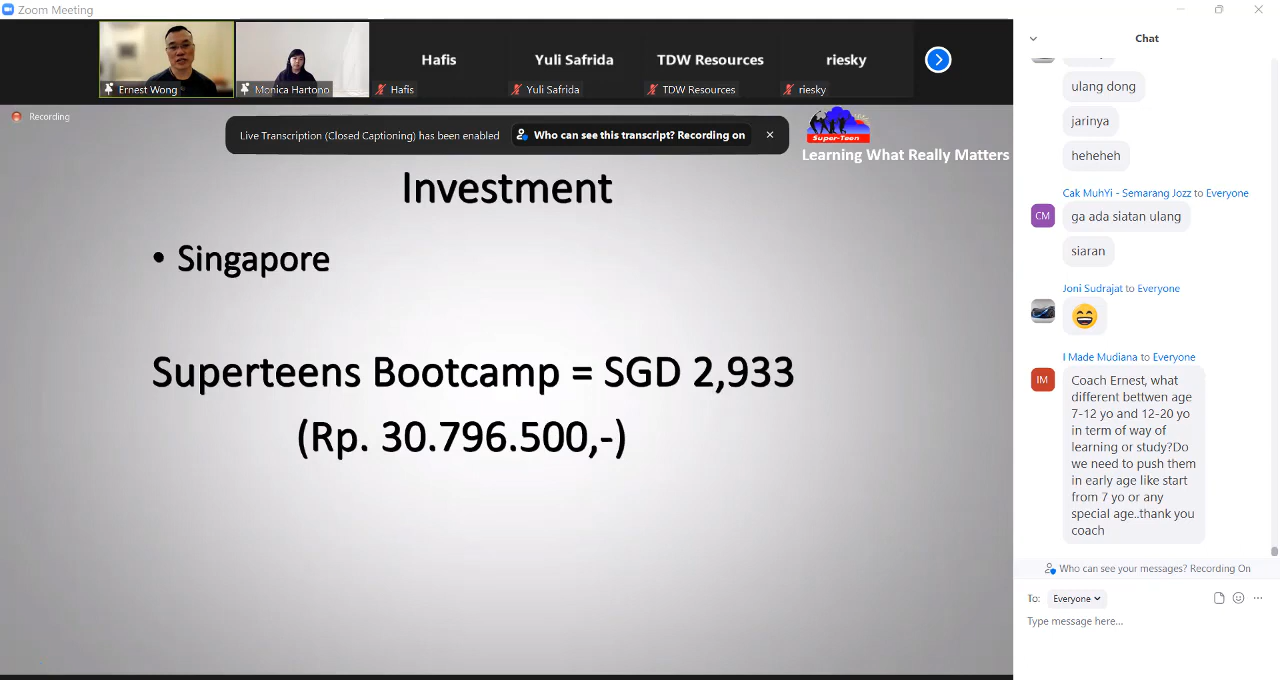 Zoom Meeting
Ernest Wong
Monica Hartono
Hafis
Hafis
Yuli Safrida
Yuli Safrida
TDW Resources
TDW Resources
riesky
riesky
Recording
Live Transcription (Closed Captioning) has been enabled
Who can see this transcript? Recording on
Super-Teen
Learning What Really Matters
Investment
• Singapore
Superteens Bootcamp = SGD 2,933
(Rp. 30.796.500,-)
Chat
ulang dong
jarinya
heheheh
Cak MuhYi - Semarang Jozz to Everyone
CM
ga ada siatan ulang
siaran
Joni Sudrajat to Everyone
😄
I Made Mudiana to Everyone
IM
Coach Ernest, what
different bettwen age
7-12 yo and 12-20 yo
in term of way of
learning or study?Do
we need to push them
in early age like start
from 7 yo or any
special age..thank you
coach
Who can see your messages? Recording On
To: Everyone
Type message here...